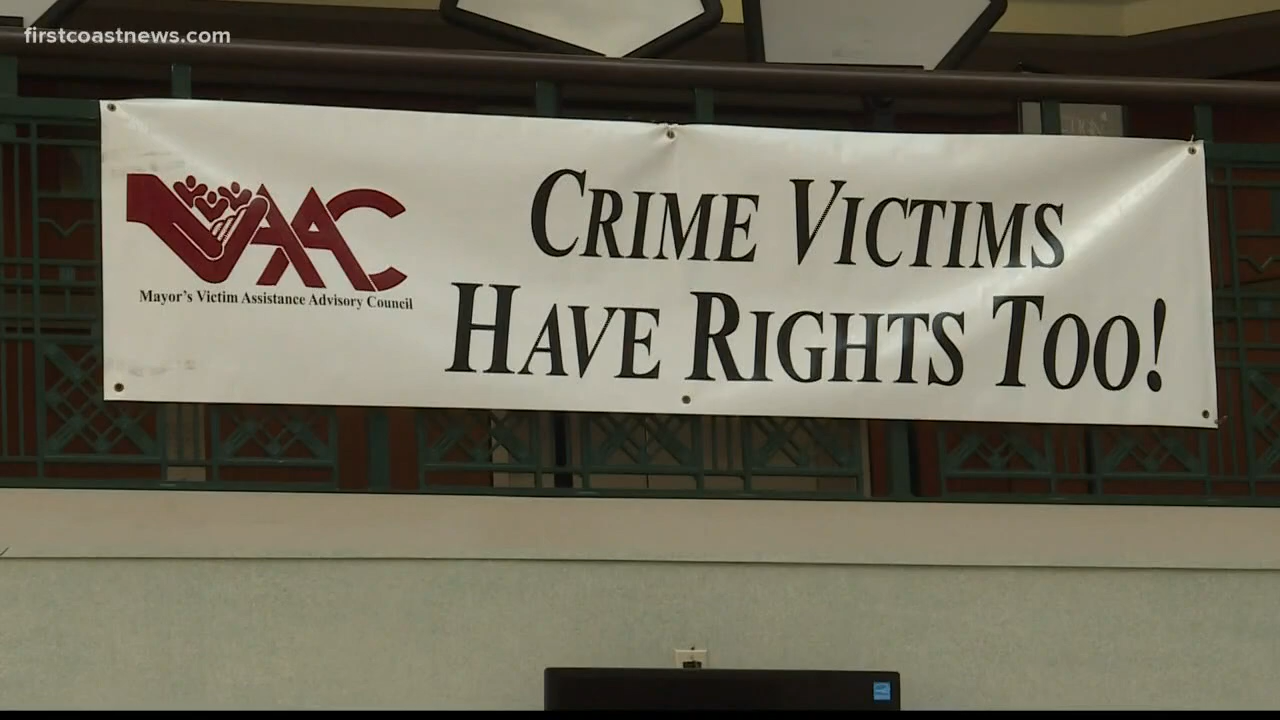 firstcoastnews.com
VAAC
Mayor's Victim Assistance Advisory Council
CRIME VICTIMS
HAVE RIGHTS TOO!